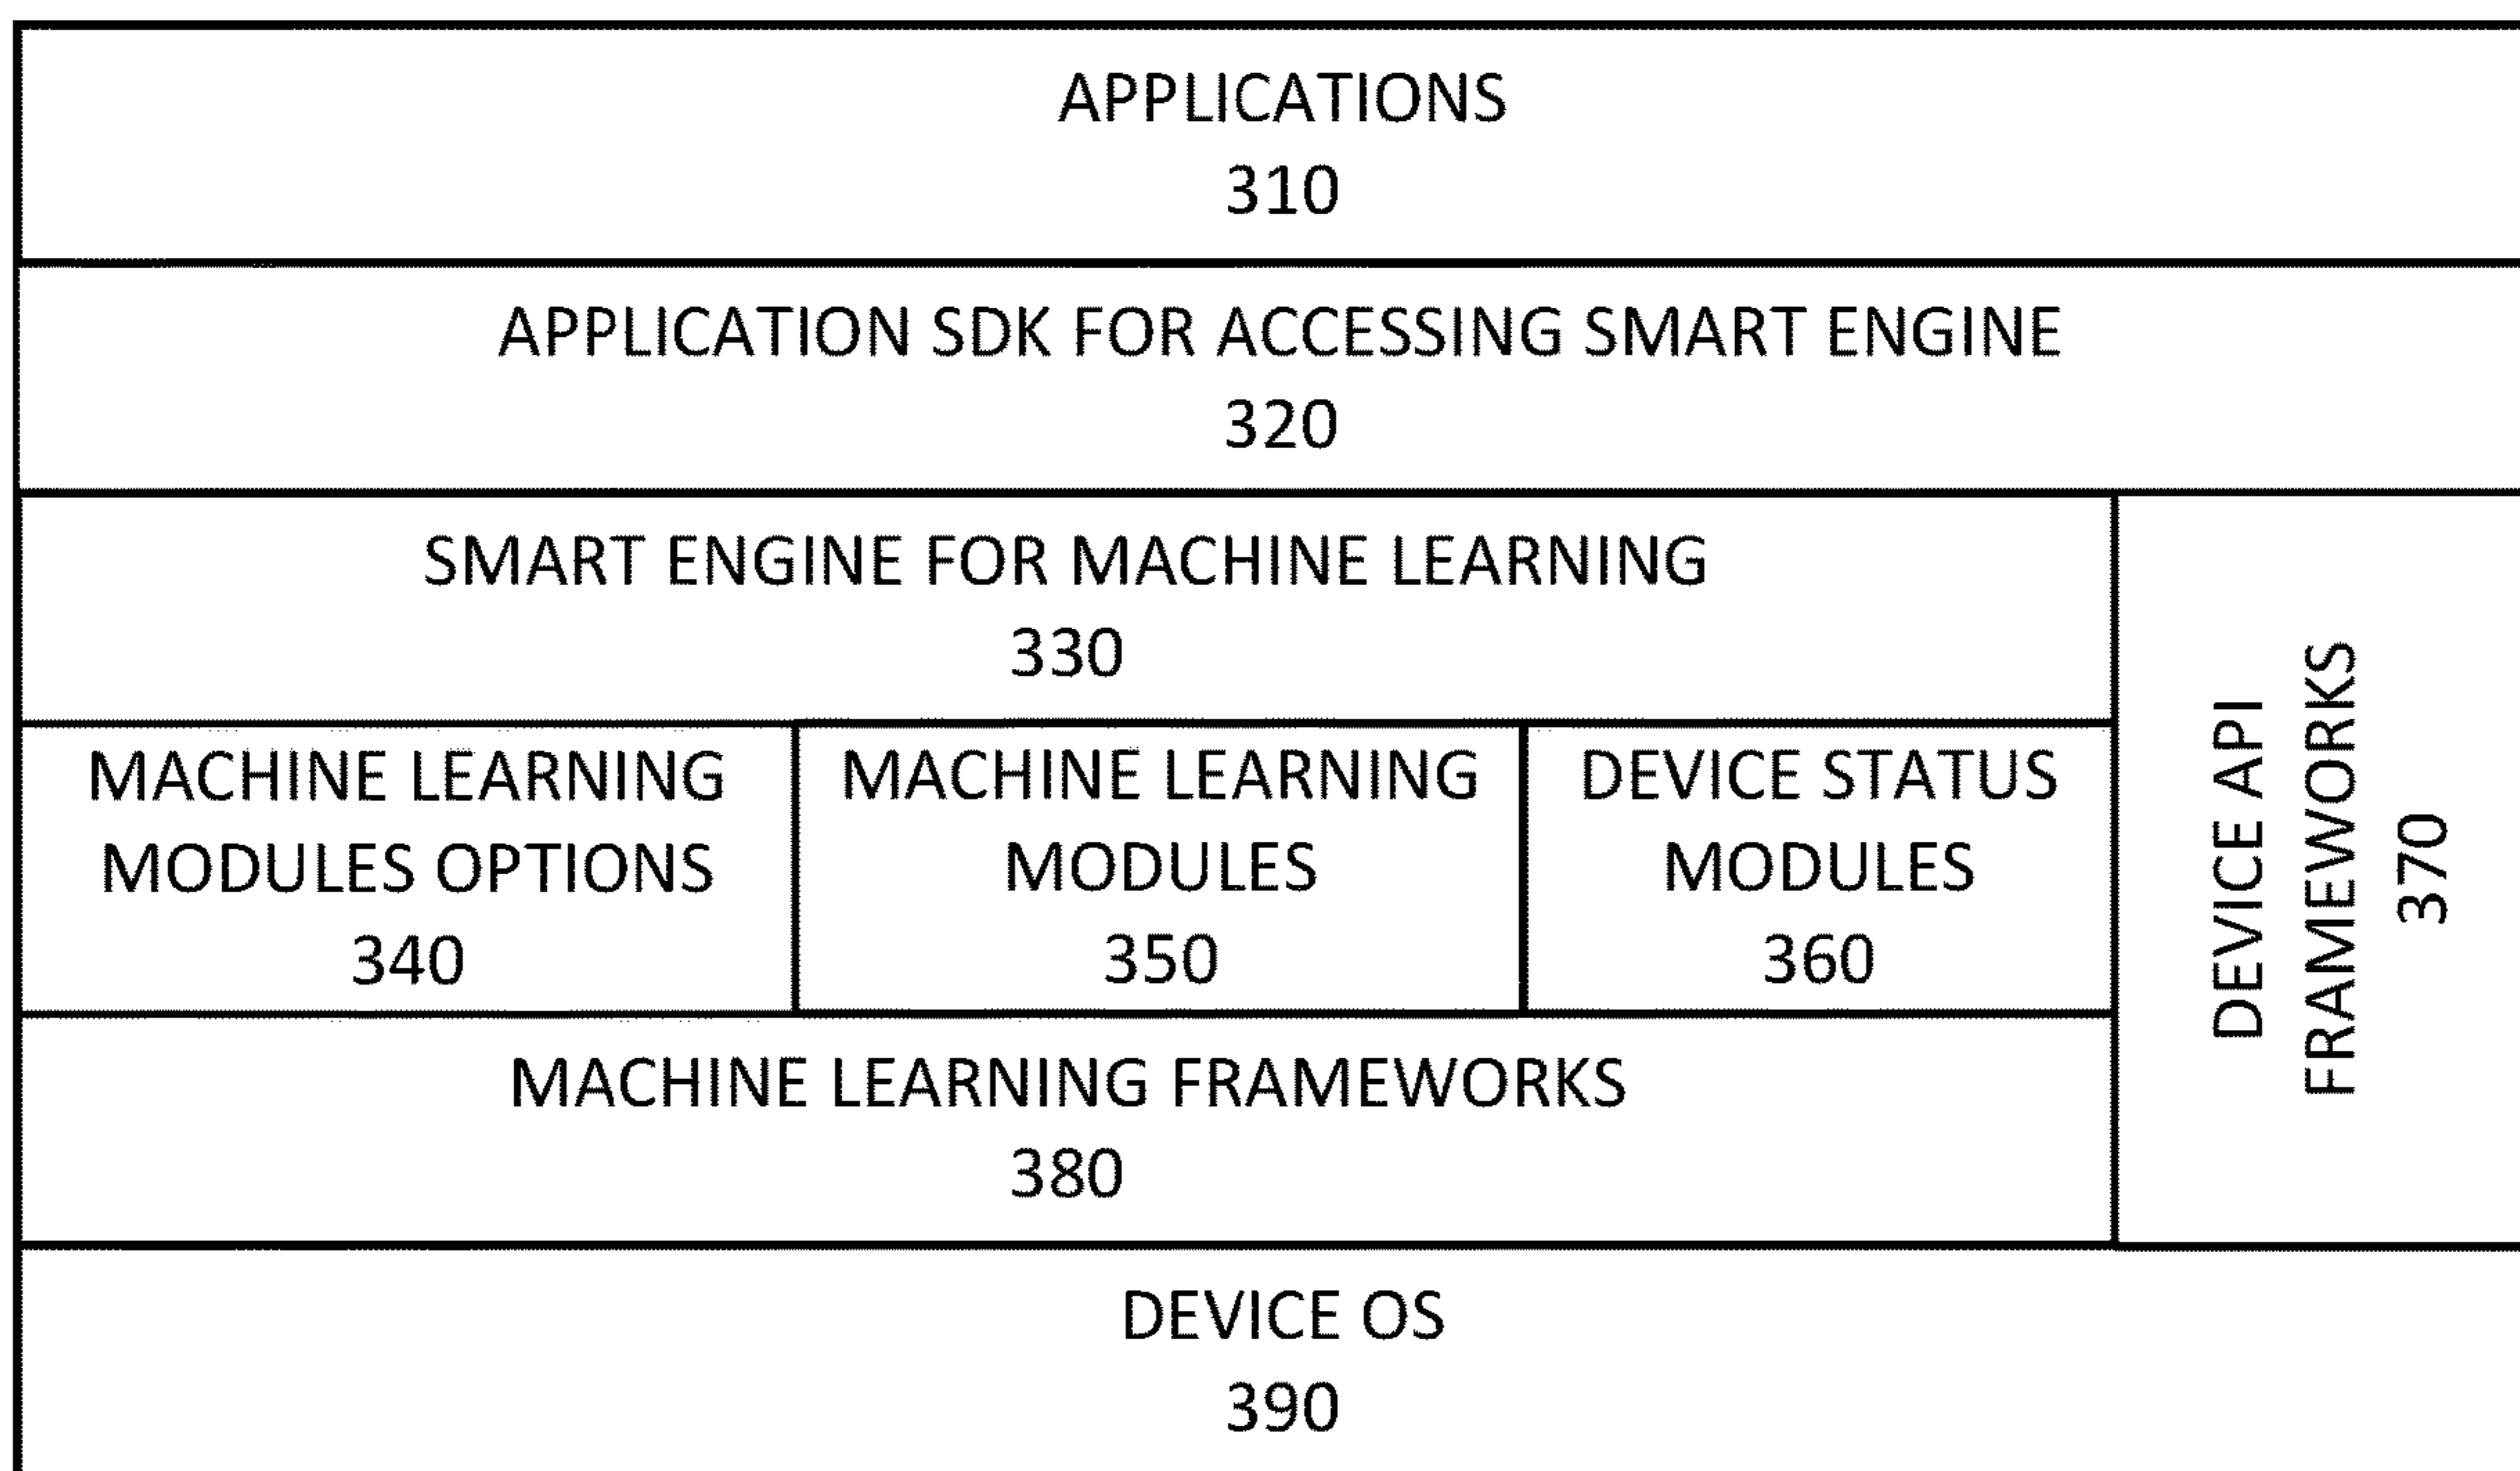 APPLICATIONS
310
APPLICATION SDK FOR ACCESSING SMART ENGINE
320
SMART ENGINE FOR MACHINE LEARNING
330
MACHINE LEARNING
MODULES OPTIONS
340
MACHINE LEARNING
MODULES
350
DEVICE STATUS
MODULES
360
DEVICE API
FRAMEWORKS
370
MACHINE LEARNING FRAMEWORKS
380
DEVICE OS
390